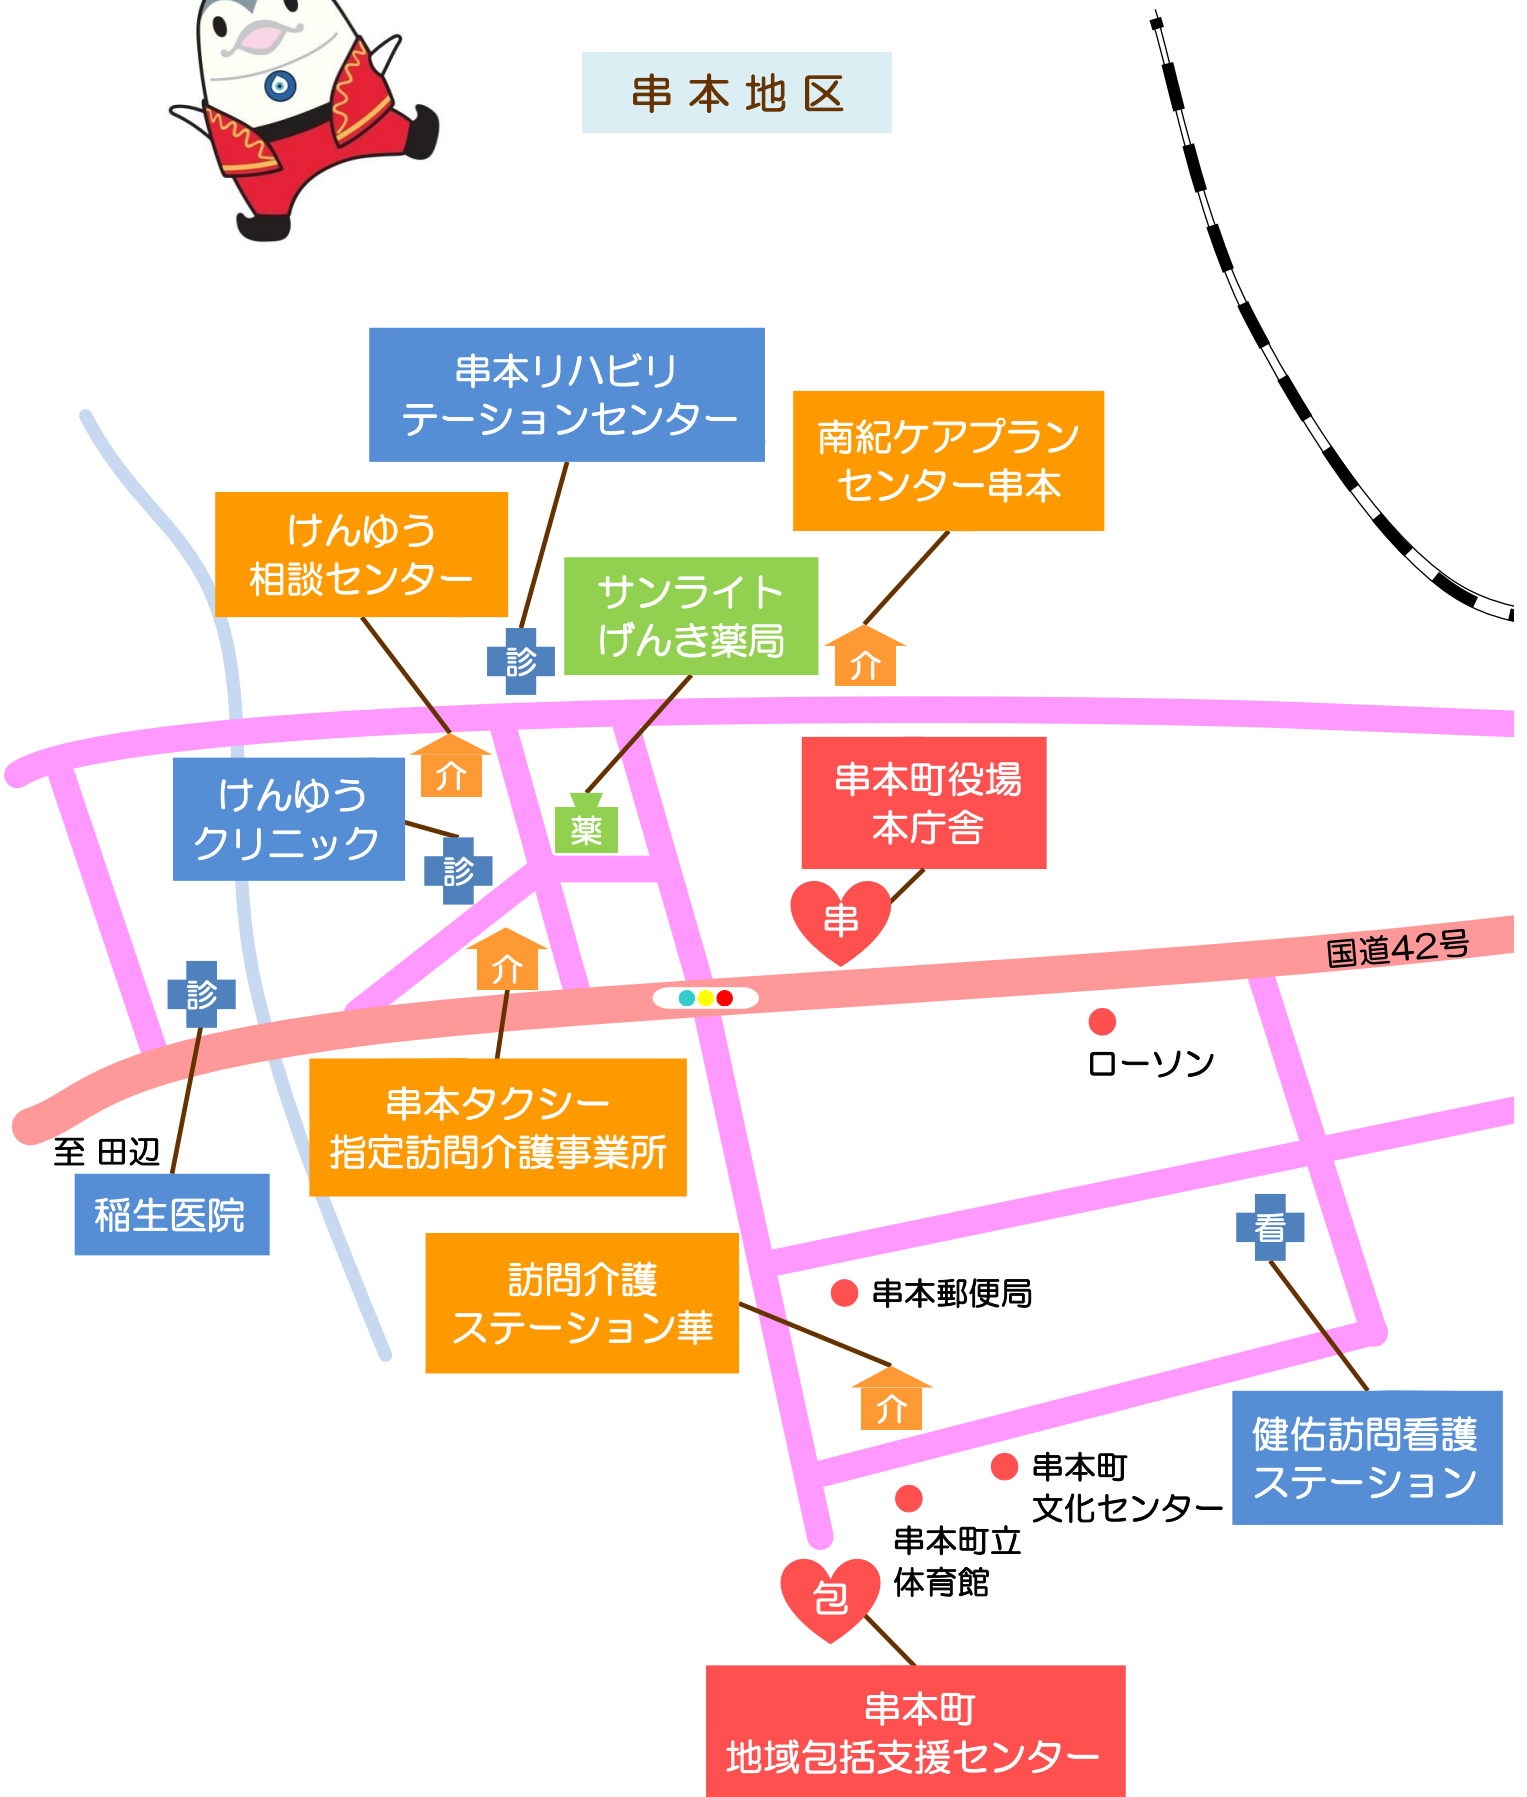 串本地区
串本リハビリ
テーションセンター
南紀ケアプラン
センター串本
けんゆう
相談センター
サンライト
げんき薬局
診
介
介
串本町役場
本庁舎
けんゆう
クリニック
薬
診
串
国道42号
介
診
ローソン
串本タクシー
指定訪問介護事業所
至 田辺
稲生医院
看
訪問介護
ステーション華
串本郵便局
介
健佑訪問看護
ステーション
串本町
文化センター
串本町立
体育館
包
串本町
地域包括支援センター